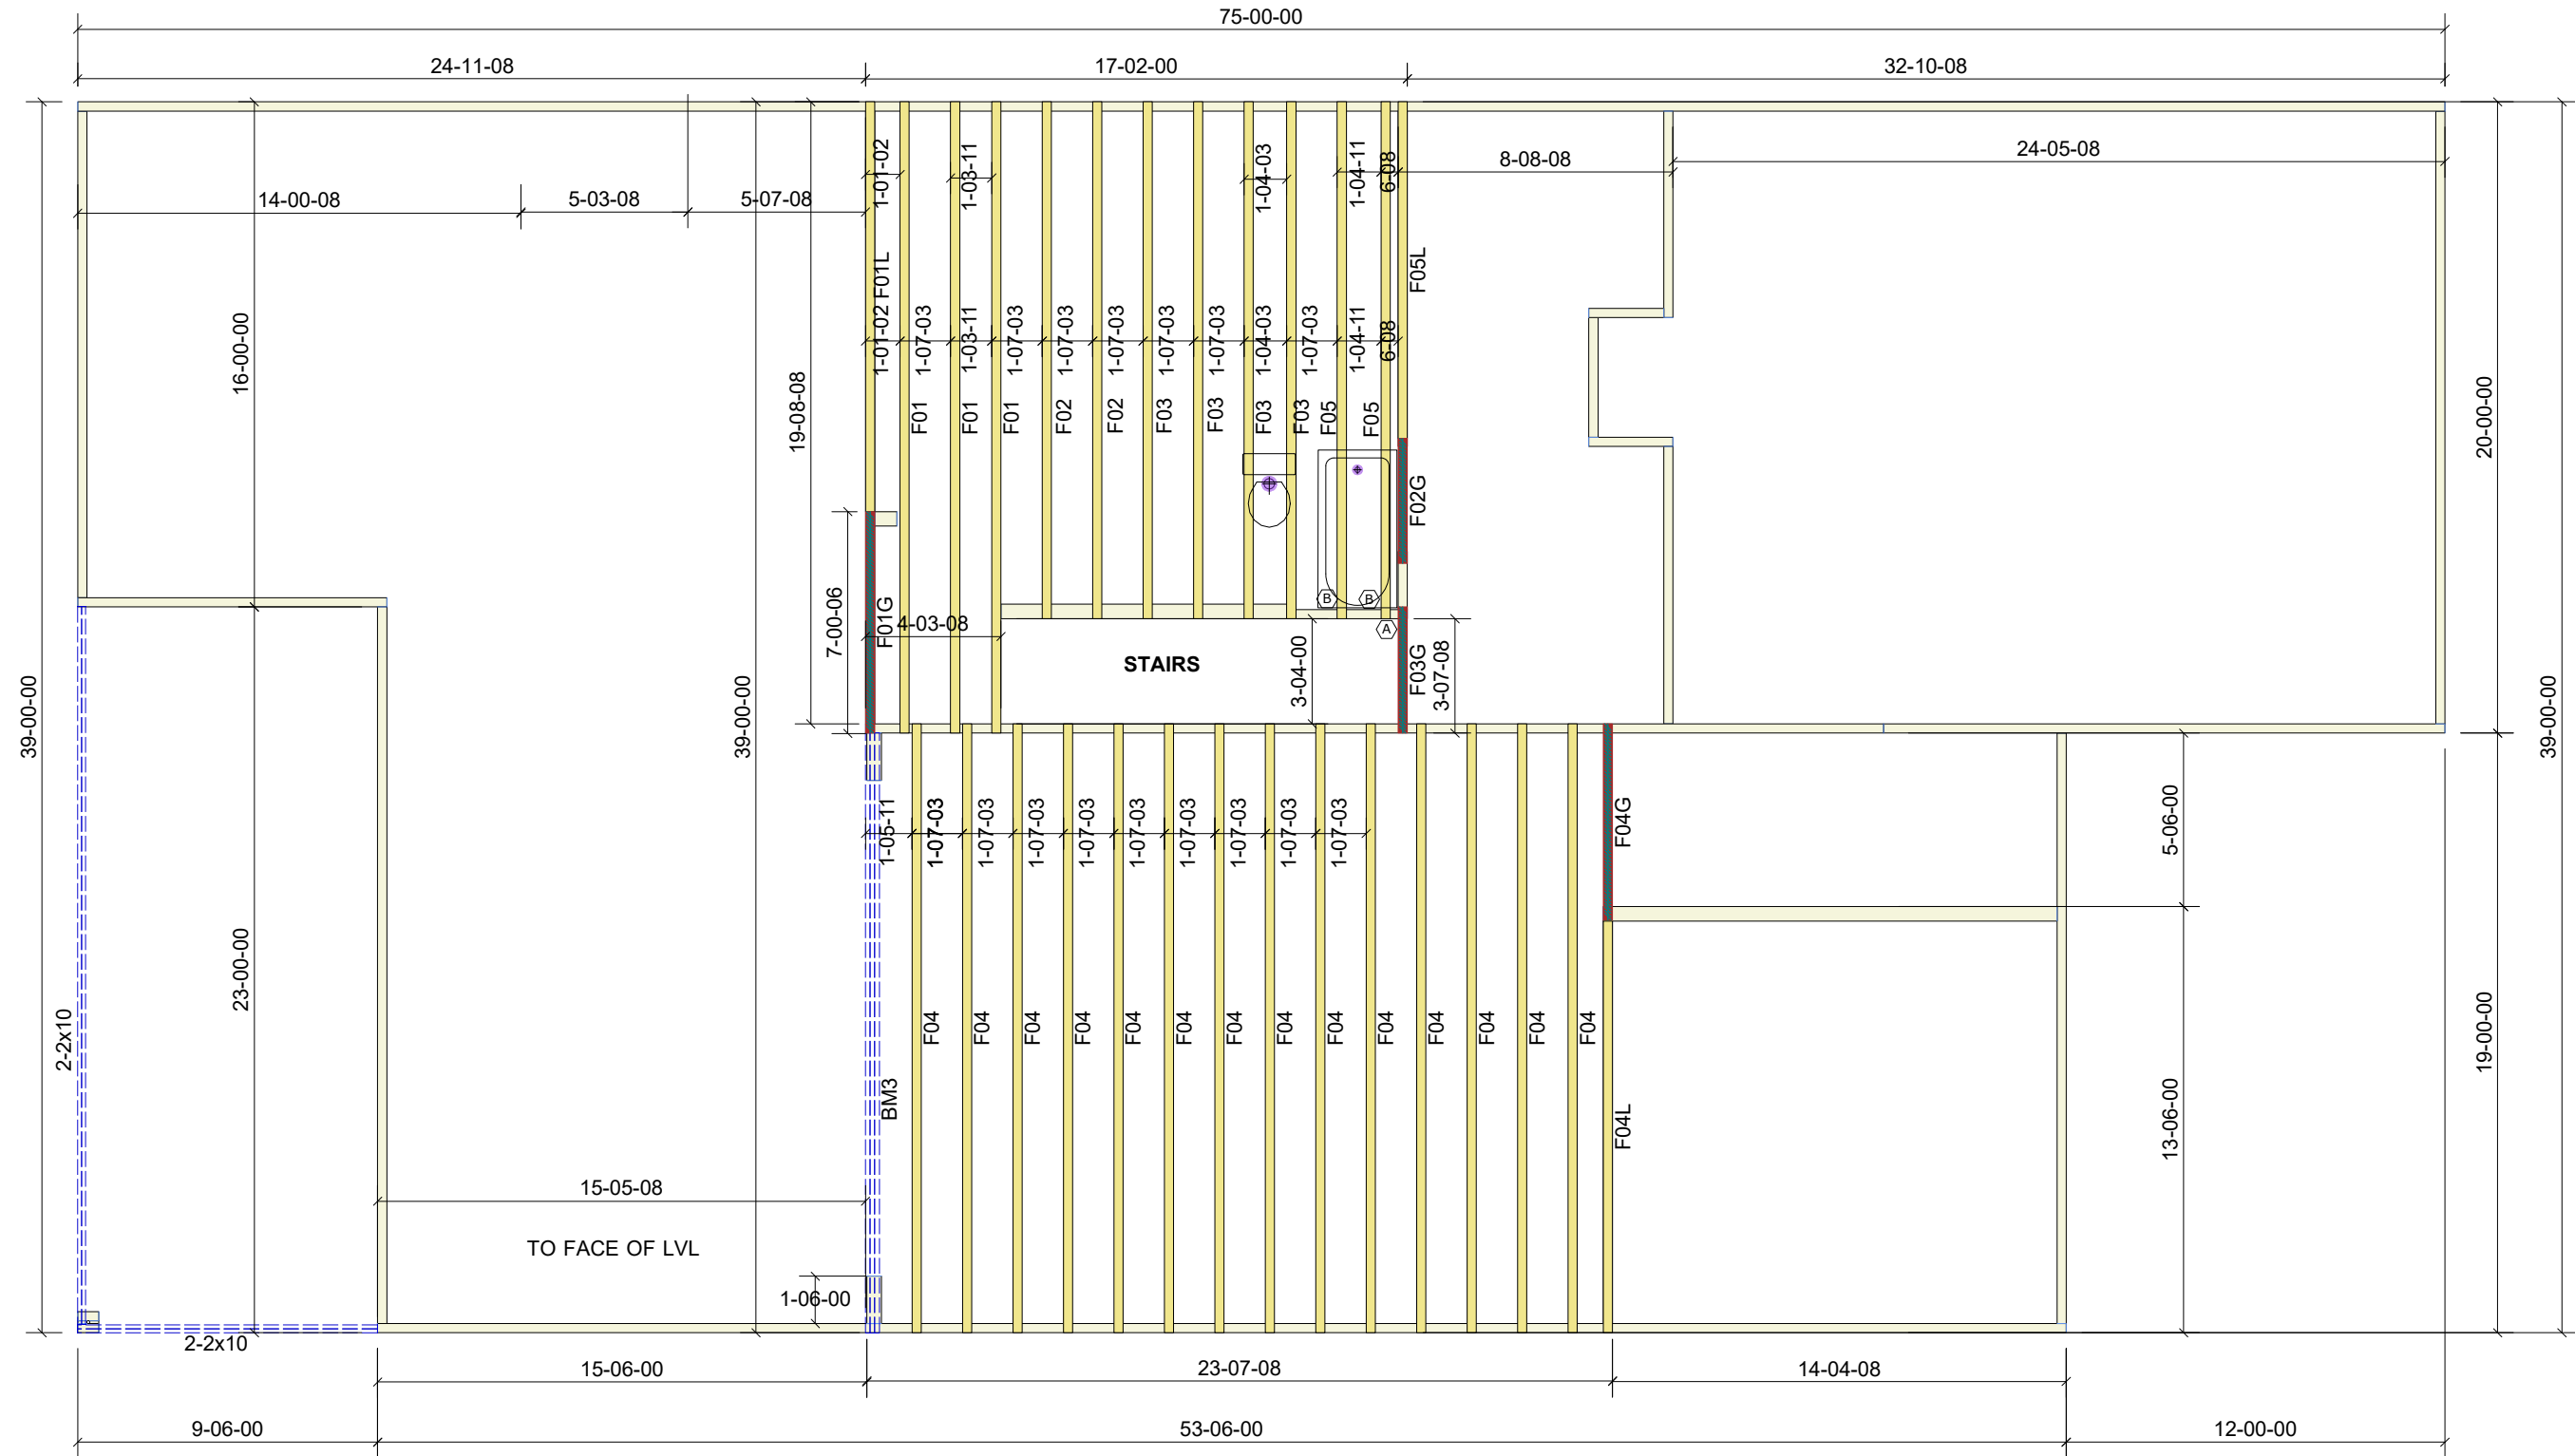 75-00-00
24-11-08
17-02-00
32-10-08
14-00-08
5-03-08
5-07-08
1-01-02
1-03-11
1-04-03
1-04-11
6-08
8-08-08
24-05-08
16-00-00
19-08-08
F01L
F05L
1-01-02
1-07-03
1-03-11
1-07-03
1-07-03
1-07-03
1-07-03
1-07-03
1-04-03
1-07-03
1-04-11
6-08
20-00-00
F01
F01
F01
F02
F02
F03
F03
F03
F03
F05
F05
F02G
B
B
A
7-00-06
F01G
4-03-08
STAIRS
3-04-00
F03G
3-07-08
39-00-00
39-00-00
39-00-00
1-05-11
1-07-03
1-07-03
1-07-03
1-07-03
1-07-03
1-07-03
1-07-03
1-07-03
1-07-03
F04G
5-06-00
23-00-00
2-2x10
F04
F04
F04
F04
F04
F04
F04
F04
F04
F04
F04
F04
F04
F04
BM3
F04L
13-06-00
19-00-00
15-05-08
TO FACE OF LVL
1-06-00
2-2x10
15-06-00
23-07-08
14-04-08
9-06-00
53-06-00
12-00-00